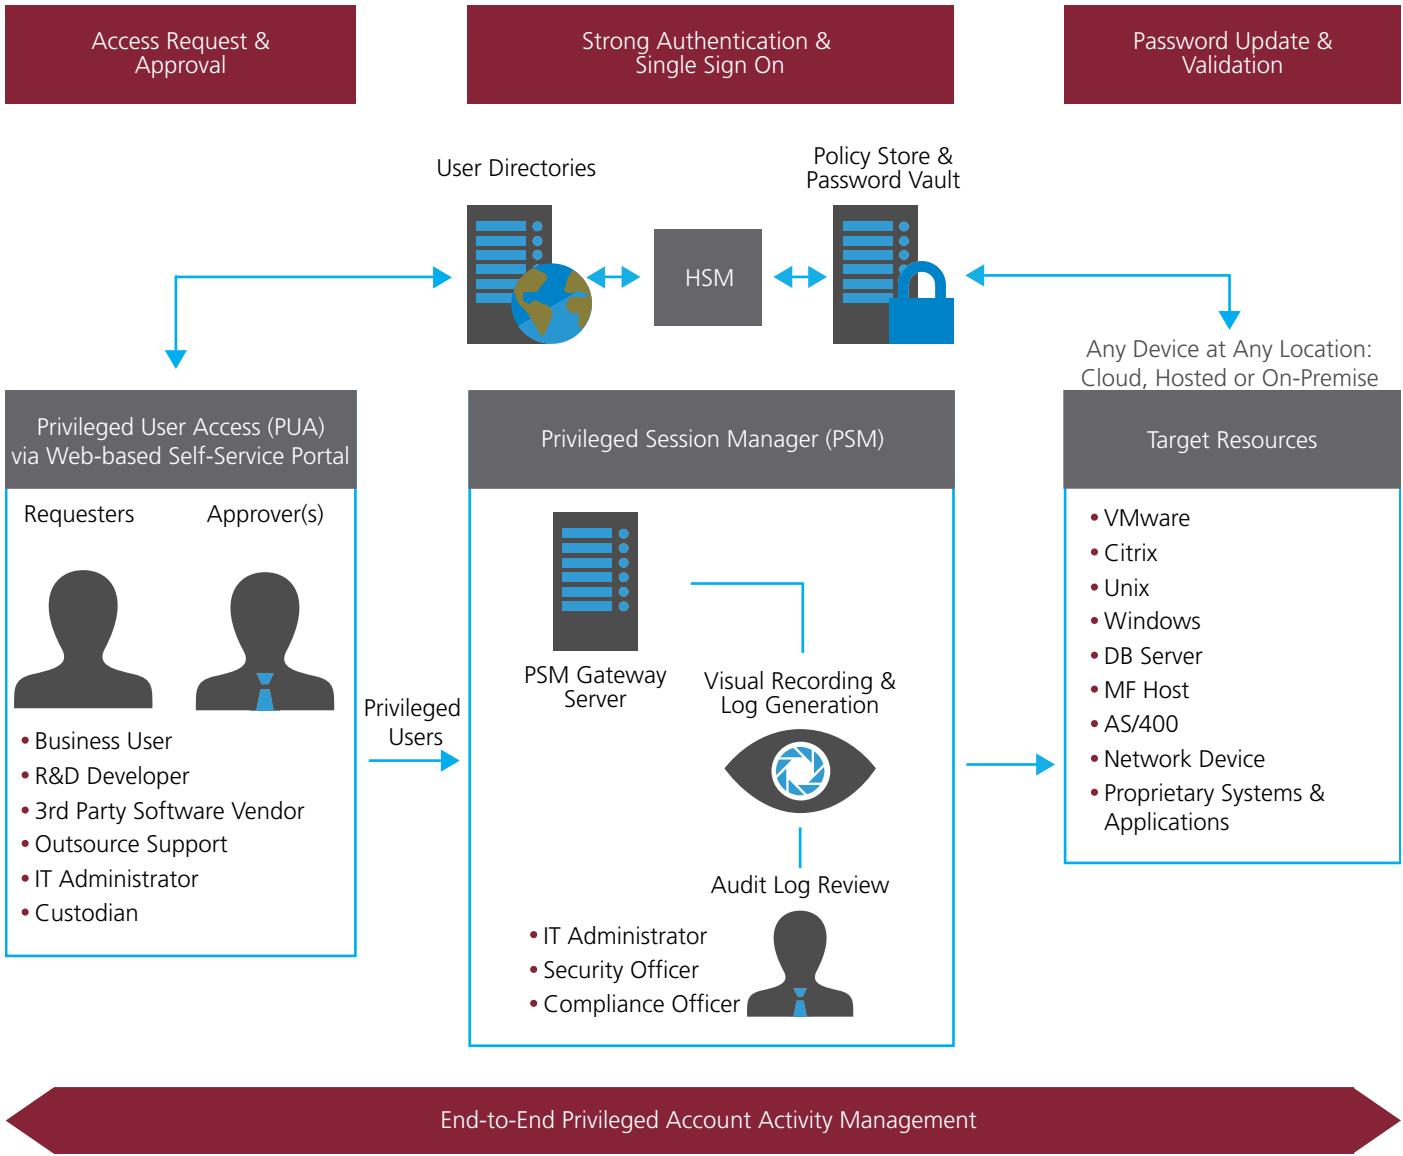 Access Request &
Approval
Strong Authentication &
Single Sign On
Password Update &
Validation
User Directories
Policy Store &
Password Vault
HSM
Any Device at Any Location:
Cloud, Hosted or On-Premise
Privileged User Access (PUA)
via Web-based Self-Service Portal
Requesters
Approver(s)
• Business User
• R&D Developer
• 3rd Party Software Vendor
• Outsource Support
• IT Administrator
• Custodian
Privileged
Users
Privileged Session Manager (PSM)
PSM Gateway
Server
Visual Recording &
Log Generation
Audit Log Review
• IT Administrator
• Security Officer
• Compliance Officer
Target Resources
• VMware
• Citrix
• Unix
• Windows
• DB Server
• MF Host
• AS/400
• Network Device
• Proprietary Systems &
Applications
End-to-End Privileged Account Activity Management